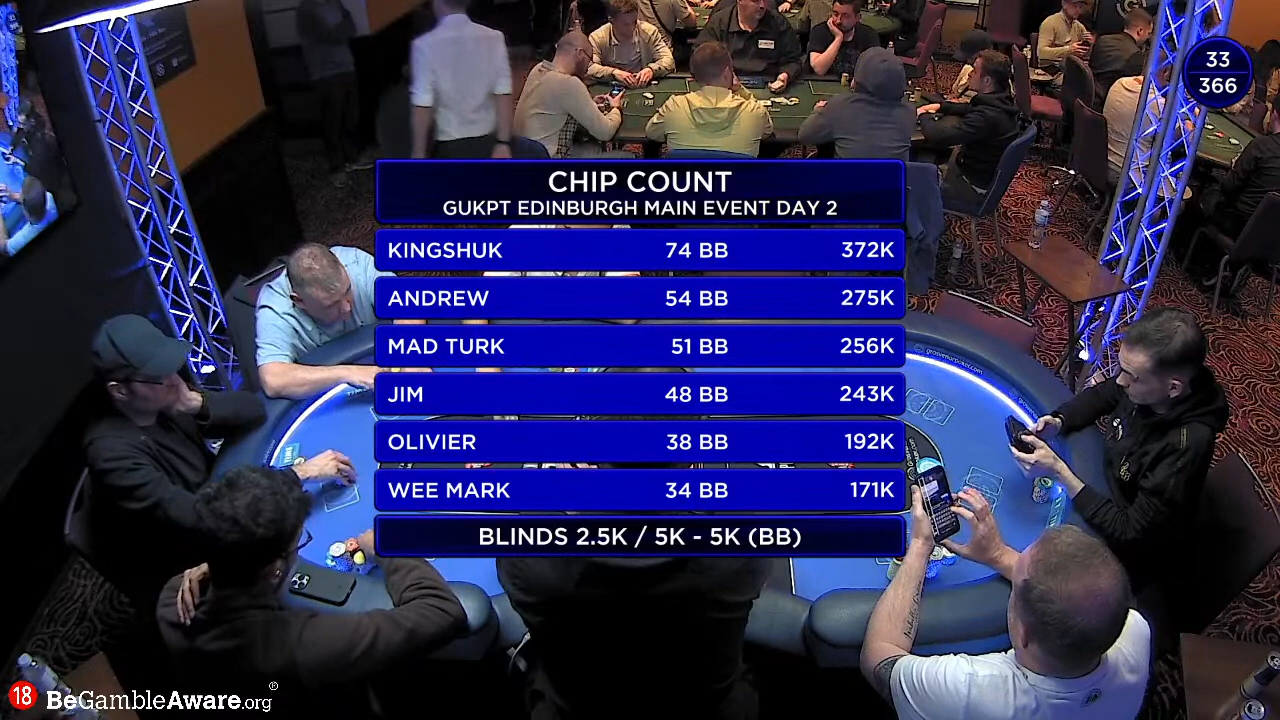 33
366
CHIP COUNT
GUKPT EDINBURGH MAIN EVENT DAY 2
KINGSHUK 74 BB 372K
ANDREW 54 BB 275K
MAD TURK 51 BB 256K
JIM 48 BB 243K
OLIVIER 38 BB 192K
WEE MARK 34 BB 171K
BLINDS 2.5K / 5K - 5K (BB)
grosvenorpoker.com
18 BeGambleAware.org®